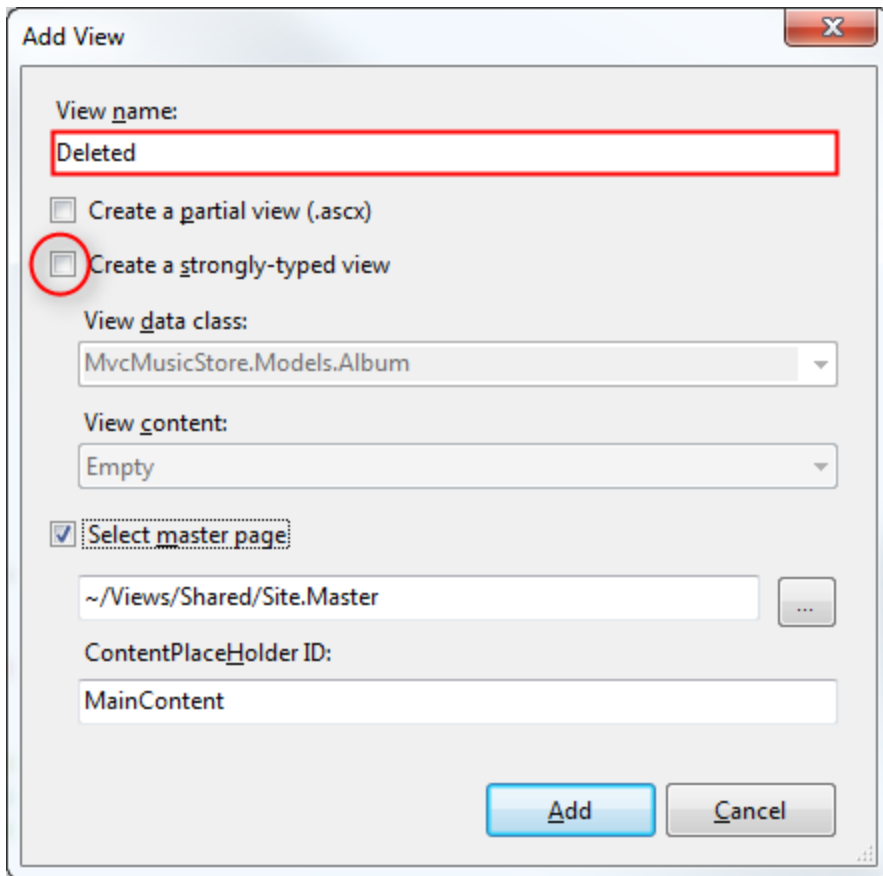 Add View
View name:
Deleted
Create a partial view (.ascx)
Create a strongly-typed view
View data class:
MvcMusicStore.Models.Album
View content:
Empty
Select master page
~/Views/Shared/Site.Master
...
ContentPlaceHolder ID:
MainContent
Add Cancel